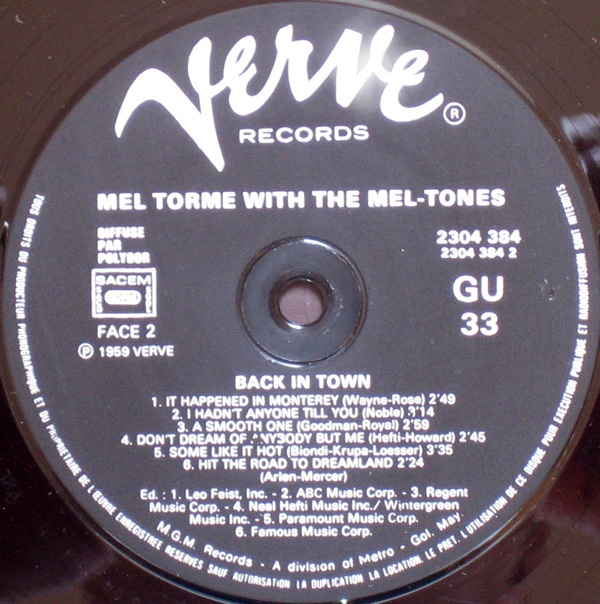 Verve ®
RECORDS
MEL TORME WITH THE MEL-TONES
DIFFUSE
PAR
POLYDOR
SACEM
FACE 2
Ⓟ 1959 VERVE
2304 384
2304 384 2
GU
33
BACK IN TOWN
1. IT HAPPENED IN MONTEREY (Wayne-Rose) 2'49
2. I HADN'T ANYONE TILL YOU (Noble) 3'14
3. A SMOOTH ONE (Goodman-Royal) 2'59
4. DON'T DREAM OF ANYBODY BUT ME (Hefti-Howard) 2'45
5. SOME LIKE IT HOT (Biondi-Krupa-Loesser) 3'35
6. HIT THE ROAD TO DREAMLAND 2'24
(Arlen-Mercer)
Ed. : 1. Leo Feist, Inc. - 2. ABC Music Corp. - 3. Regent
Music Corp. - 4. Neal Hefti Music Inc./ Wintergreen
Music Inc. - 5. Paramount Music Corp.
6. Famous Music Corp.
M.G.M. Records - A division of Metro - Gol. May.
TOUS DROITS DU PRODUCTEUR PHONOGRAPHIQUE ET DU PROPRIETAIRE DE L'ŒUVRE ENREGISTREE RESERVES SAUF AUTORISATION LA DUPLICATION, LA LOCATION, LE PRET, L'UTILISATION DE CE DISQUE POUR EXECUTION PUBLIQUE ET RADIODIFFUSION SONT INTERDITS